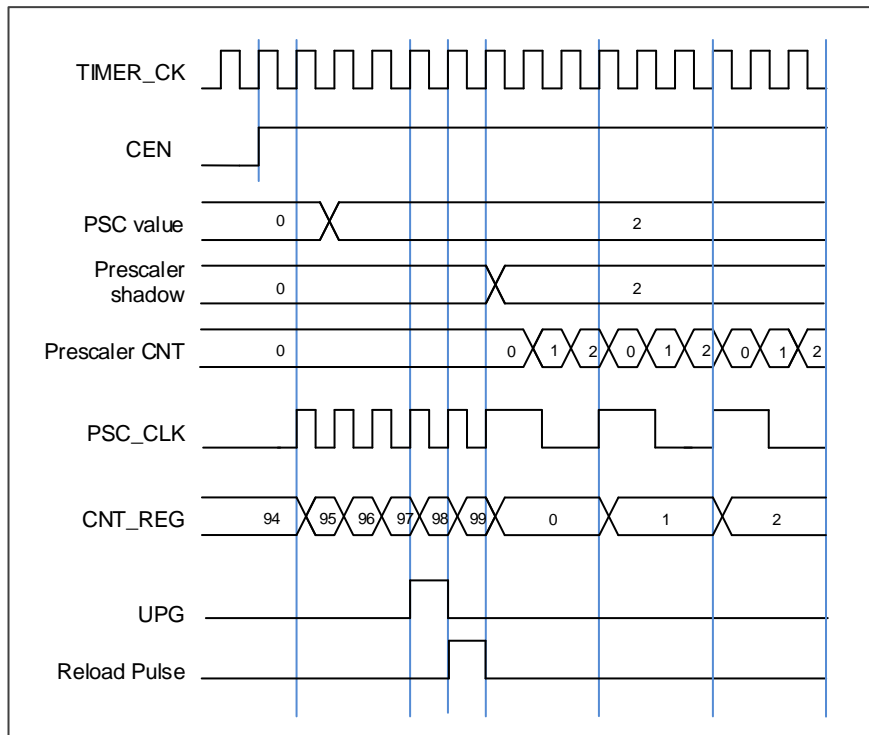 TIMER_CK
CEN
PSC value 0 2
Prescaler
shadow 0 2
Prescaler CNT 0 0 1 2 0 1 2 0 1 2
PSC_CLK
CNT_REG 94 95 96 97 98 99 0 1 2
UPG
Reload Pulse